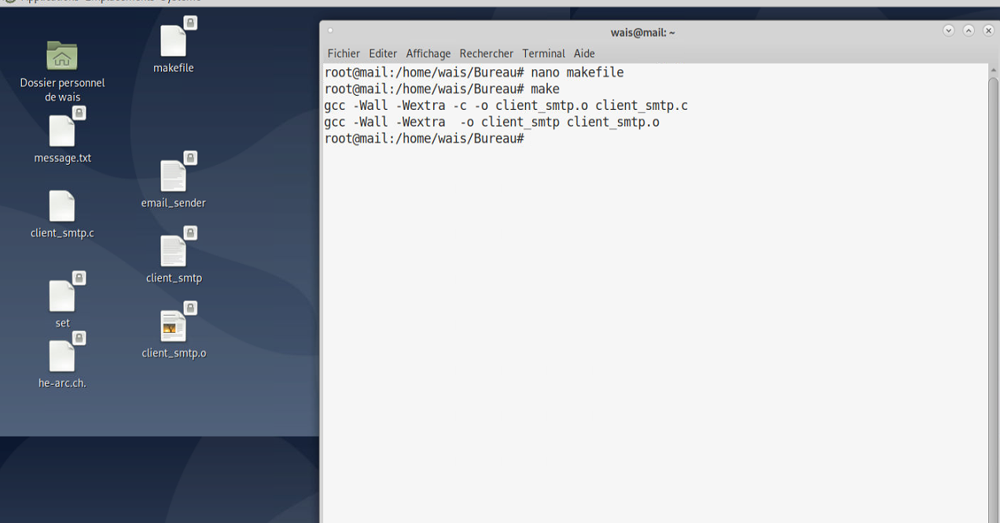 Applications Emplacements Système
Dossier personnel
de wais
makefile
message.txt
email_sender
client_smtp.c
client_smtp
set
client_smtp.o
he-arc.ch.
wais@mail: ~
Fichier Editer Affichage Rechercher Terminal Aide
root@mail:/home/wais/Bureau# nano makefile
root@mail:/home/wais/Bureau# make
gcc -Wall -Wextra -c -o client_smtp.o client_smtp.c
gcc -Wall -Wextra  -o client_smtp client_smtp.o
root@mail:/home/wais/Bureau#